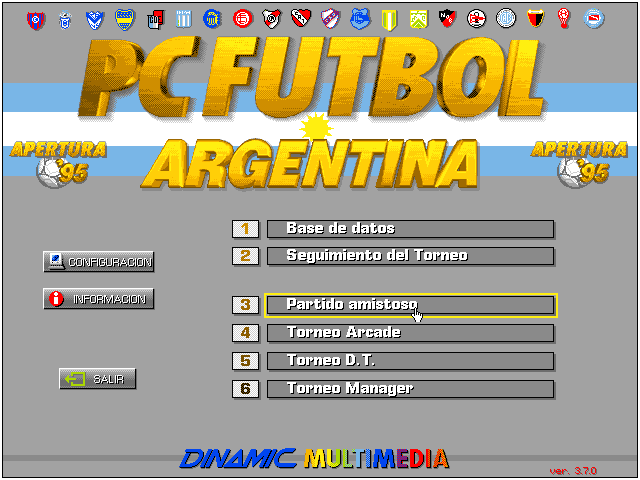 PC FUTBOL
ARGENTINA
APERTURA '95
APERTURA '95
1 Base de datos
2 Seguimiento del Torneo
CONFIGURACION
INFORMACION
3 Partido amistoso
4 Torneo Arcade
5 Torneo D.T.
6 Torneo Manager
SALIR
DINAMIC MULTIMEDIA
ver. 3.7.0